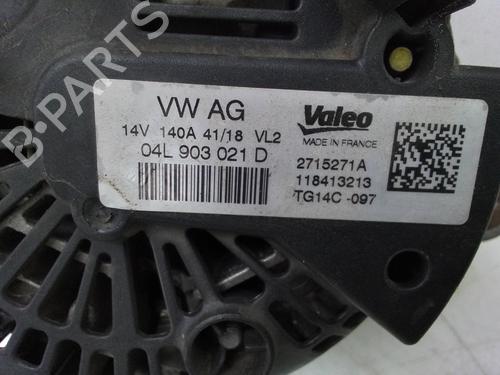 B-PARTS
VW AG
14V 140A 41/18 VL2
04L 903 021 D
Valeo
MADE IN FRANCE
2715271A
118413213
TG14C -097